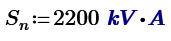 Sₙ := 2200 kV•A